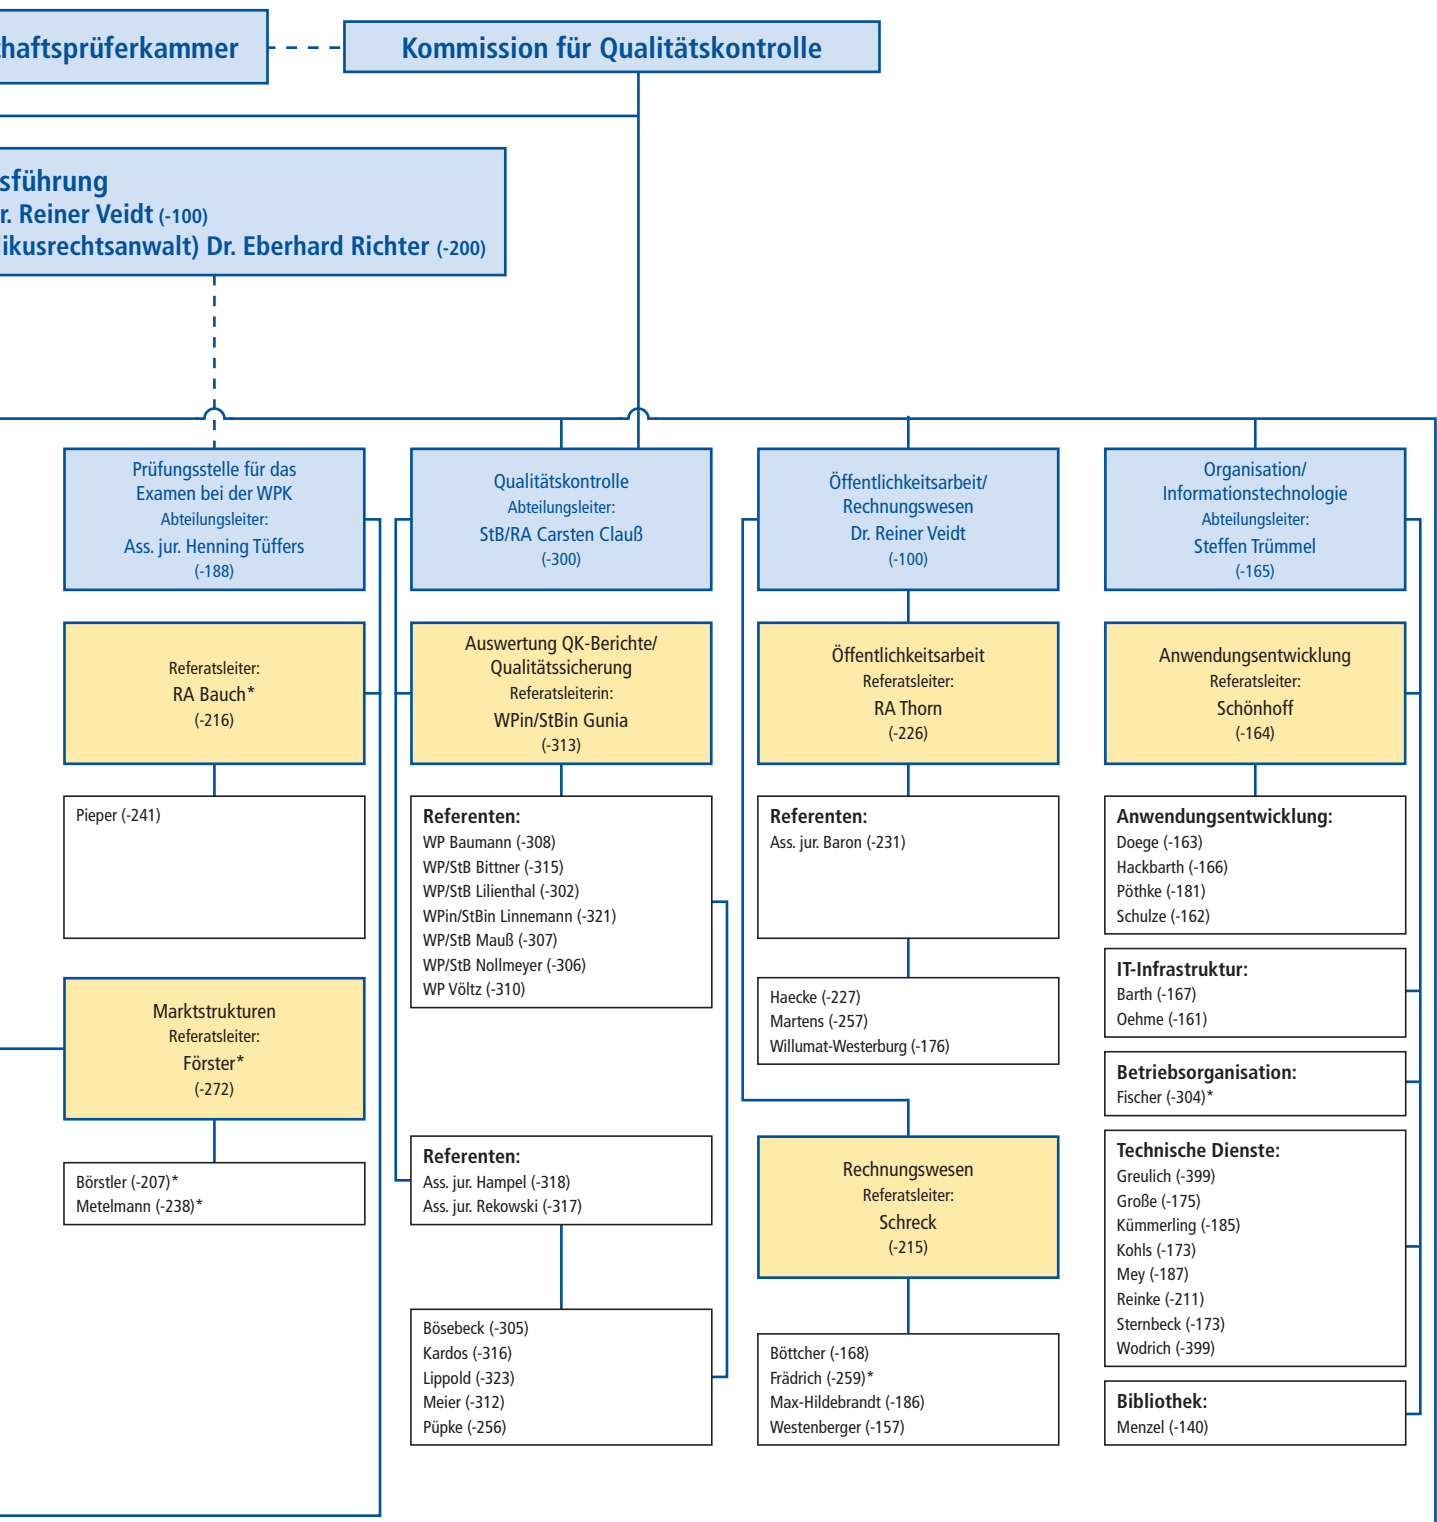 haftsprüferkammer
Kommission für Qualitätskontrolle
sführung
r. Reiner Veidt (-100)
ikusrechtsanwalt) Dr. Eberhard Richter (-200)
Prüfungsstelle für das
Examen bei der WPK
Abteilungsleiter:
Ass. jur. Henning Tüffers
(-188)
Referatsleiter:
RA Bauch*
(-216)
Pieper (-241)
Marktstrukturen
Referatsleiter:
Förster*
(-272)
Börstler (-207)*
Metelmann (-238)*
Qualitätskontrolle
Abteilungsleiter:
StB/RA Carsten Clauß
(-300)
Auswertung QK-Berichte/
Qualitätssicherung
Referatsleiterin:
WPin/StBin Gunia
(-313)
Referenten:
WP Baumann (-308)
WP/StB Bittner (-315)
WP/StB Lilienthal (-302)
WPin/StBin Linnemann (-321)
WP/StB Mauß (-307)
WP/StB Nollmeyer (-306)
WP Völtz (-310)
Referenten:
Ass. jur. Hampel (-318)
Ass. jur. Rekowski (-317)
Bösebeck (-305)
Kardos (-316)
Lippold (-323)
Meier (-312)
Püpke (-256)
Öffentlichkeitsarbeit/
Rechnungswesen
Dr. Reiner Veidt
(-100)
Öffentlichkeitsarbeit
Referatsleiter:
RA Thorn
(-226)
Referenten:
Ass. jur. Baron (-231)
Haecke (-227)
Martens (-257)
Willumat-Westerburg (-176)
Rechnungswesen
Referatsleiter:
Schreck
(-215)
Böttcher (-168)
Frädrich (-259)*
Max-Hildebrandt (-186)
Westenberger (-157)
Organisation/
Informationstechnologie
Abteilungsleiter:
Steffen Trümmel
(-165)
Anwendungsentwicklung
Referatsleiter:
Schönhoff
(-164)
Anwendungsentwicklung:
Doege (-163)
Hackbarth (-166)
Pöthke (-181)
Schulze (-162)
IT-Infrastruktur:
Barth (-167)
Oehme (-161)
Betriebsorganisation:
Fischer (-304)*
Technische Dienste:
Greulich (-399)
Große (-175)
Kümmerling (-185)
Kohls (-173)
Mey (-187)
Reinke (-211)
Sternbeck (-173)
Wodrich (-399)
Bibliothek:
Menzel (-140)